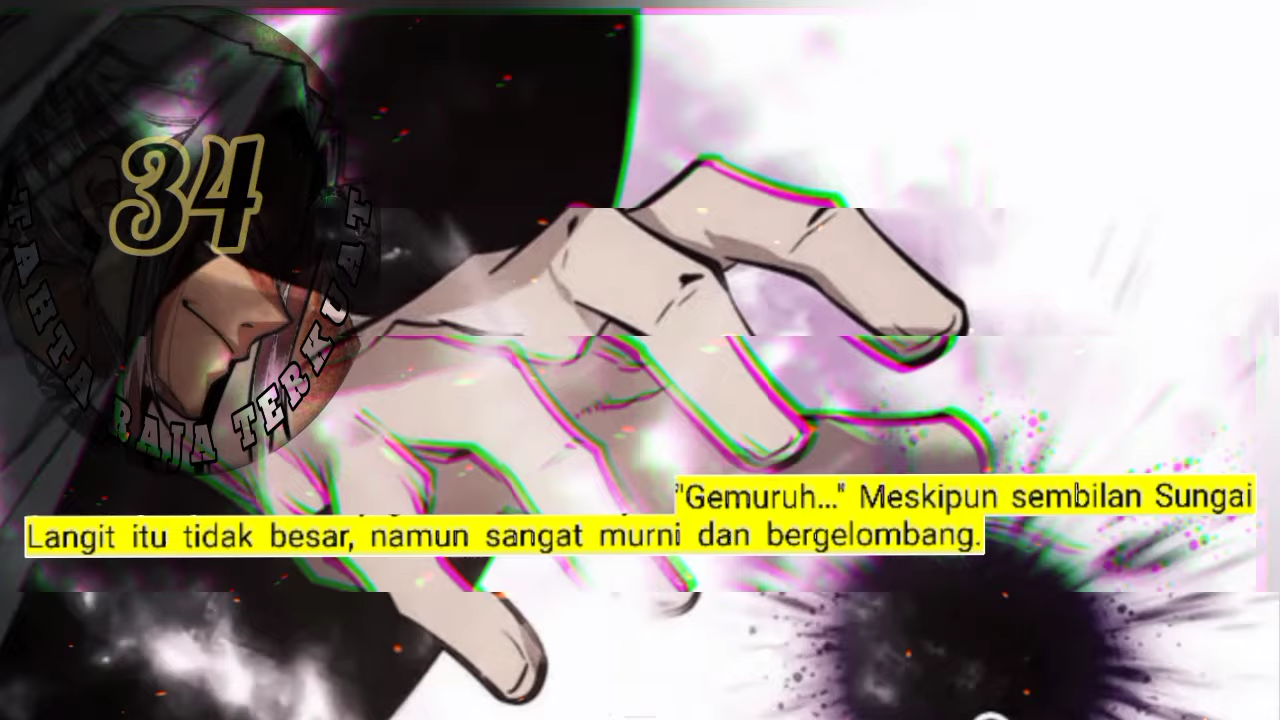 34
TAHTA RAJA TERKUAT
"Gemuruh..." Meskipun sembilan Sungai
Langit itu tidak besar, namun sangat murni dan bergelombang.